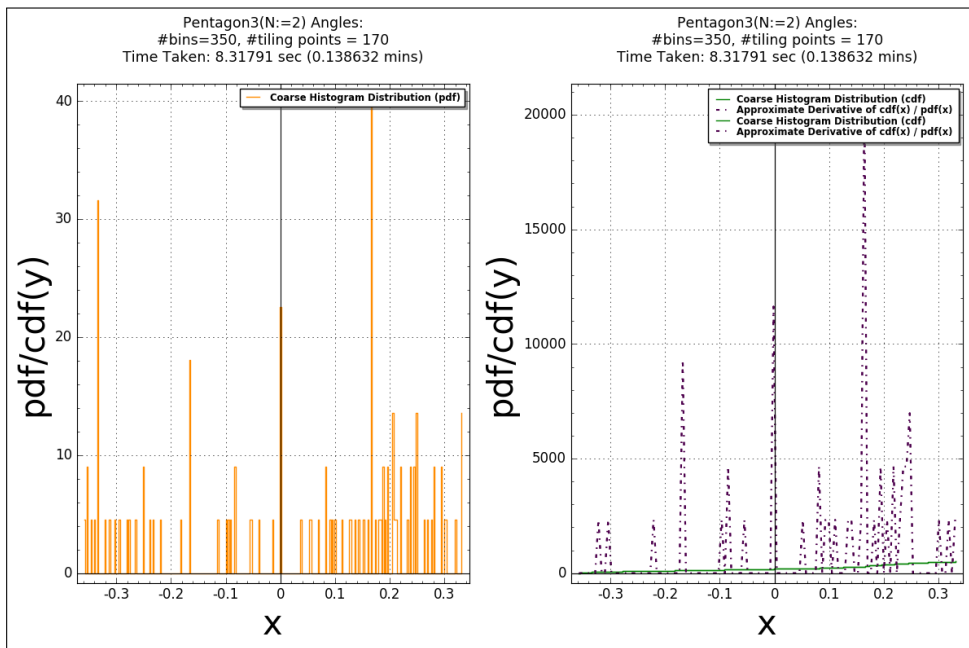 Pentagon3(N:=2) Angles:
#bins=350, #tiling points = 170
Time Taken: 8.31791 sec (0.138632 mins)
Coarse Histogram Distribution (pdf)
40
30
20
10
0
pdf/cdf(y)
-0.3
-0.2
-0.1
0
0.1
0.2
0.3
x
Pentagon3(N:=2) Angles:
#bins=350, #tiling points = 170
Time Taken: 8.31791 sec (0.138632 mins)
Coarse Histogram Distribution (cdf)
Approximate Derivative of cdf(x) / pdf(x)
Coarse Histogram Distribution (cdf)
Approximate Derivative of cdf(x) / pdf(x)
20000
15000
10000
5000
0
pdf/cdf(y)
-0.3
-0.2
-0.1
0
0.1
0.2
0.3
x